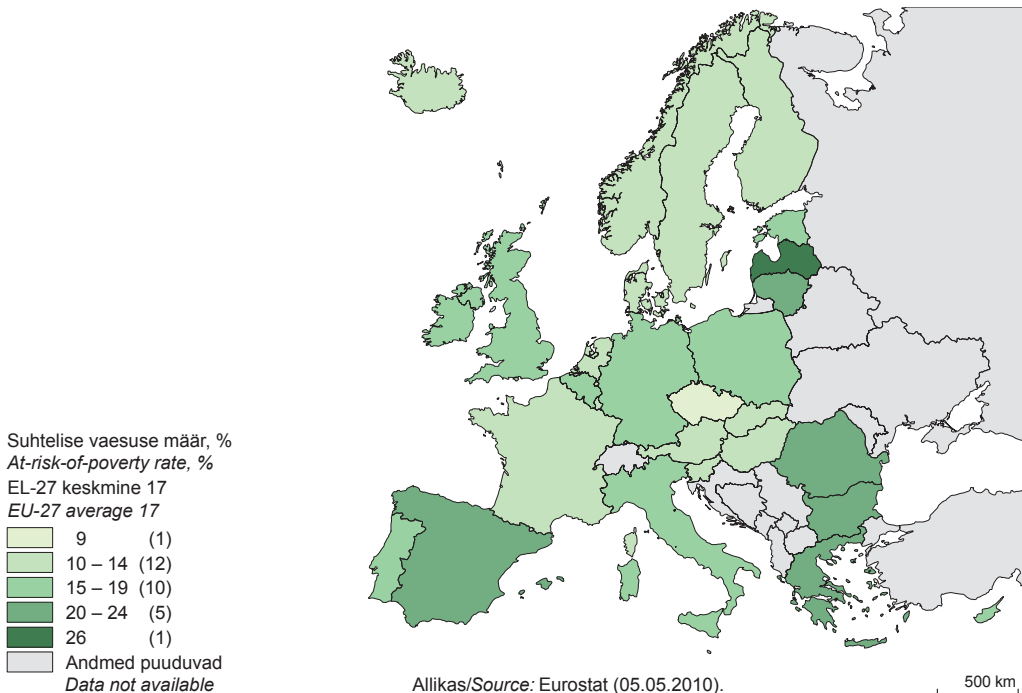 Suhtelise vaesuse määr, %
At-risk-of-poverty rate, %
EL-27 keskmine 17
EU-27 average 17
9 (1)
10 – 14 (12)
15 – 19 (10)
20 – 24 (5)
26 (1)
Andmed puuduvad
Data not available
Allikas/Source: Eurostat (05.05.2010).
500 km